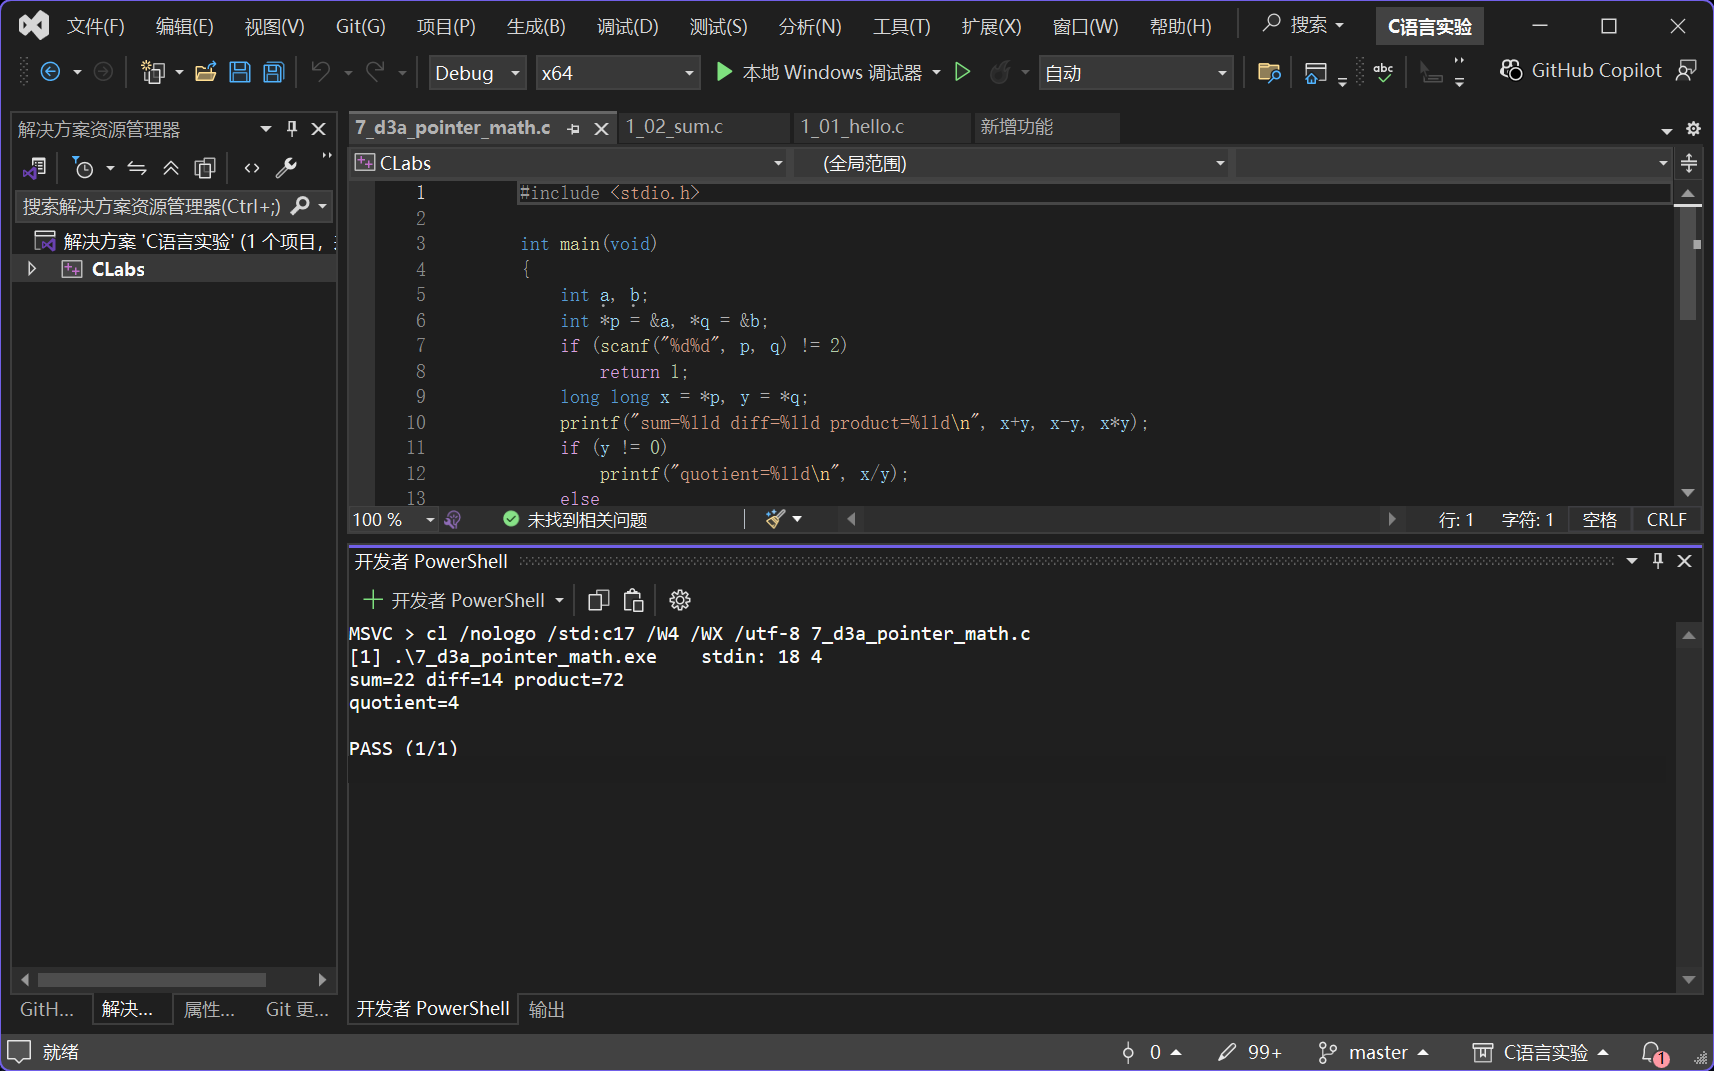 文件(F) 编辑(E) 视图(V) Git(G) 项目(P) 生成(B) 调试(D) 测试(S) 分析(N) 工具(T) 扩展(X) 窗口(W) 帮助(H) 搜索 C语言实验
Debug x64 本地 Windows 调试器 自动 GitHub Copilot
解决方案资源管理器
搜索解决方案资源管理器(Ctrl+;)
解决方案 'C语言实验' (1 个项目,
CLabs
7_d3a_pointer_math.c 1_02_sum.c 1_01_hello.c 新增功能
CLabs (全局范围)
1 #include <stdio.h>
2
3 int main(void)
4 {
5 int a, b;
6 int *p = &a, *q = &b;
7 if (scanf("%d%d", p, q) != 2)
8 return 1;
9 long long x = *p, y = *q;
10 printf("sum=%lld diff=%lld product=%lld\n", x+y, x-y, x*y);
11 if (y != 0)
12 printf("quotient=%lld\n", x/y);
13 else
100 % 未找到相关问题 行: 1 字符: 1 空格 CRLF
开发者 PowerShell
开发者 PowerShell
MSVC > cl /nologo /std:c17 /W4 /WX /utf-8 7_d3a_pointer_math.c
[1] .\7_d3a_pointer_math.exe stdin: 18 4
sum=22 diff=14 product=72
quotient=4
PASS (1/1)
GitH... 解决... 属性... Git 更...
开发者 PowerShell 输出
就绪 0 99+ master C语言实验 1